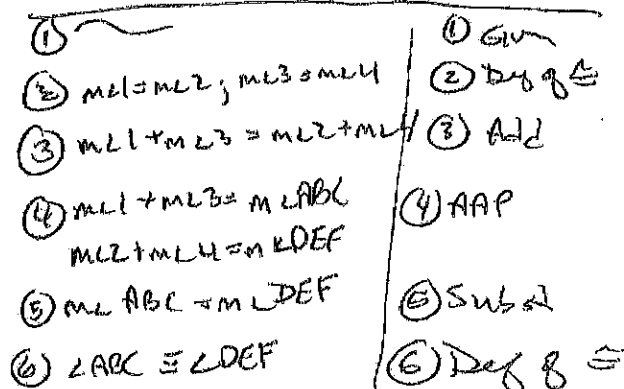 ① ① Given
② m∠1 = m∠2 ; m∠3 = m∠4 ② Def of ≅
③ m∠1 + m∠3 = m∠2 + m∠4 ③ Add
④ m∠1 + m∠3 = m∠ABC ④ AAP
m∠2 + m∠4 = m∠DEF
⑤ m∠ABC = m∠DEF ⑤ Subst
⑥ ∠ABC ≅ ∠DEF ⑥ Def of ≅